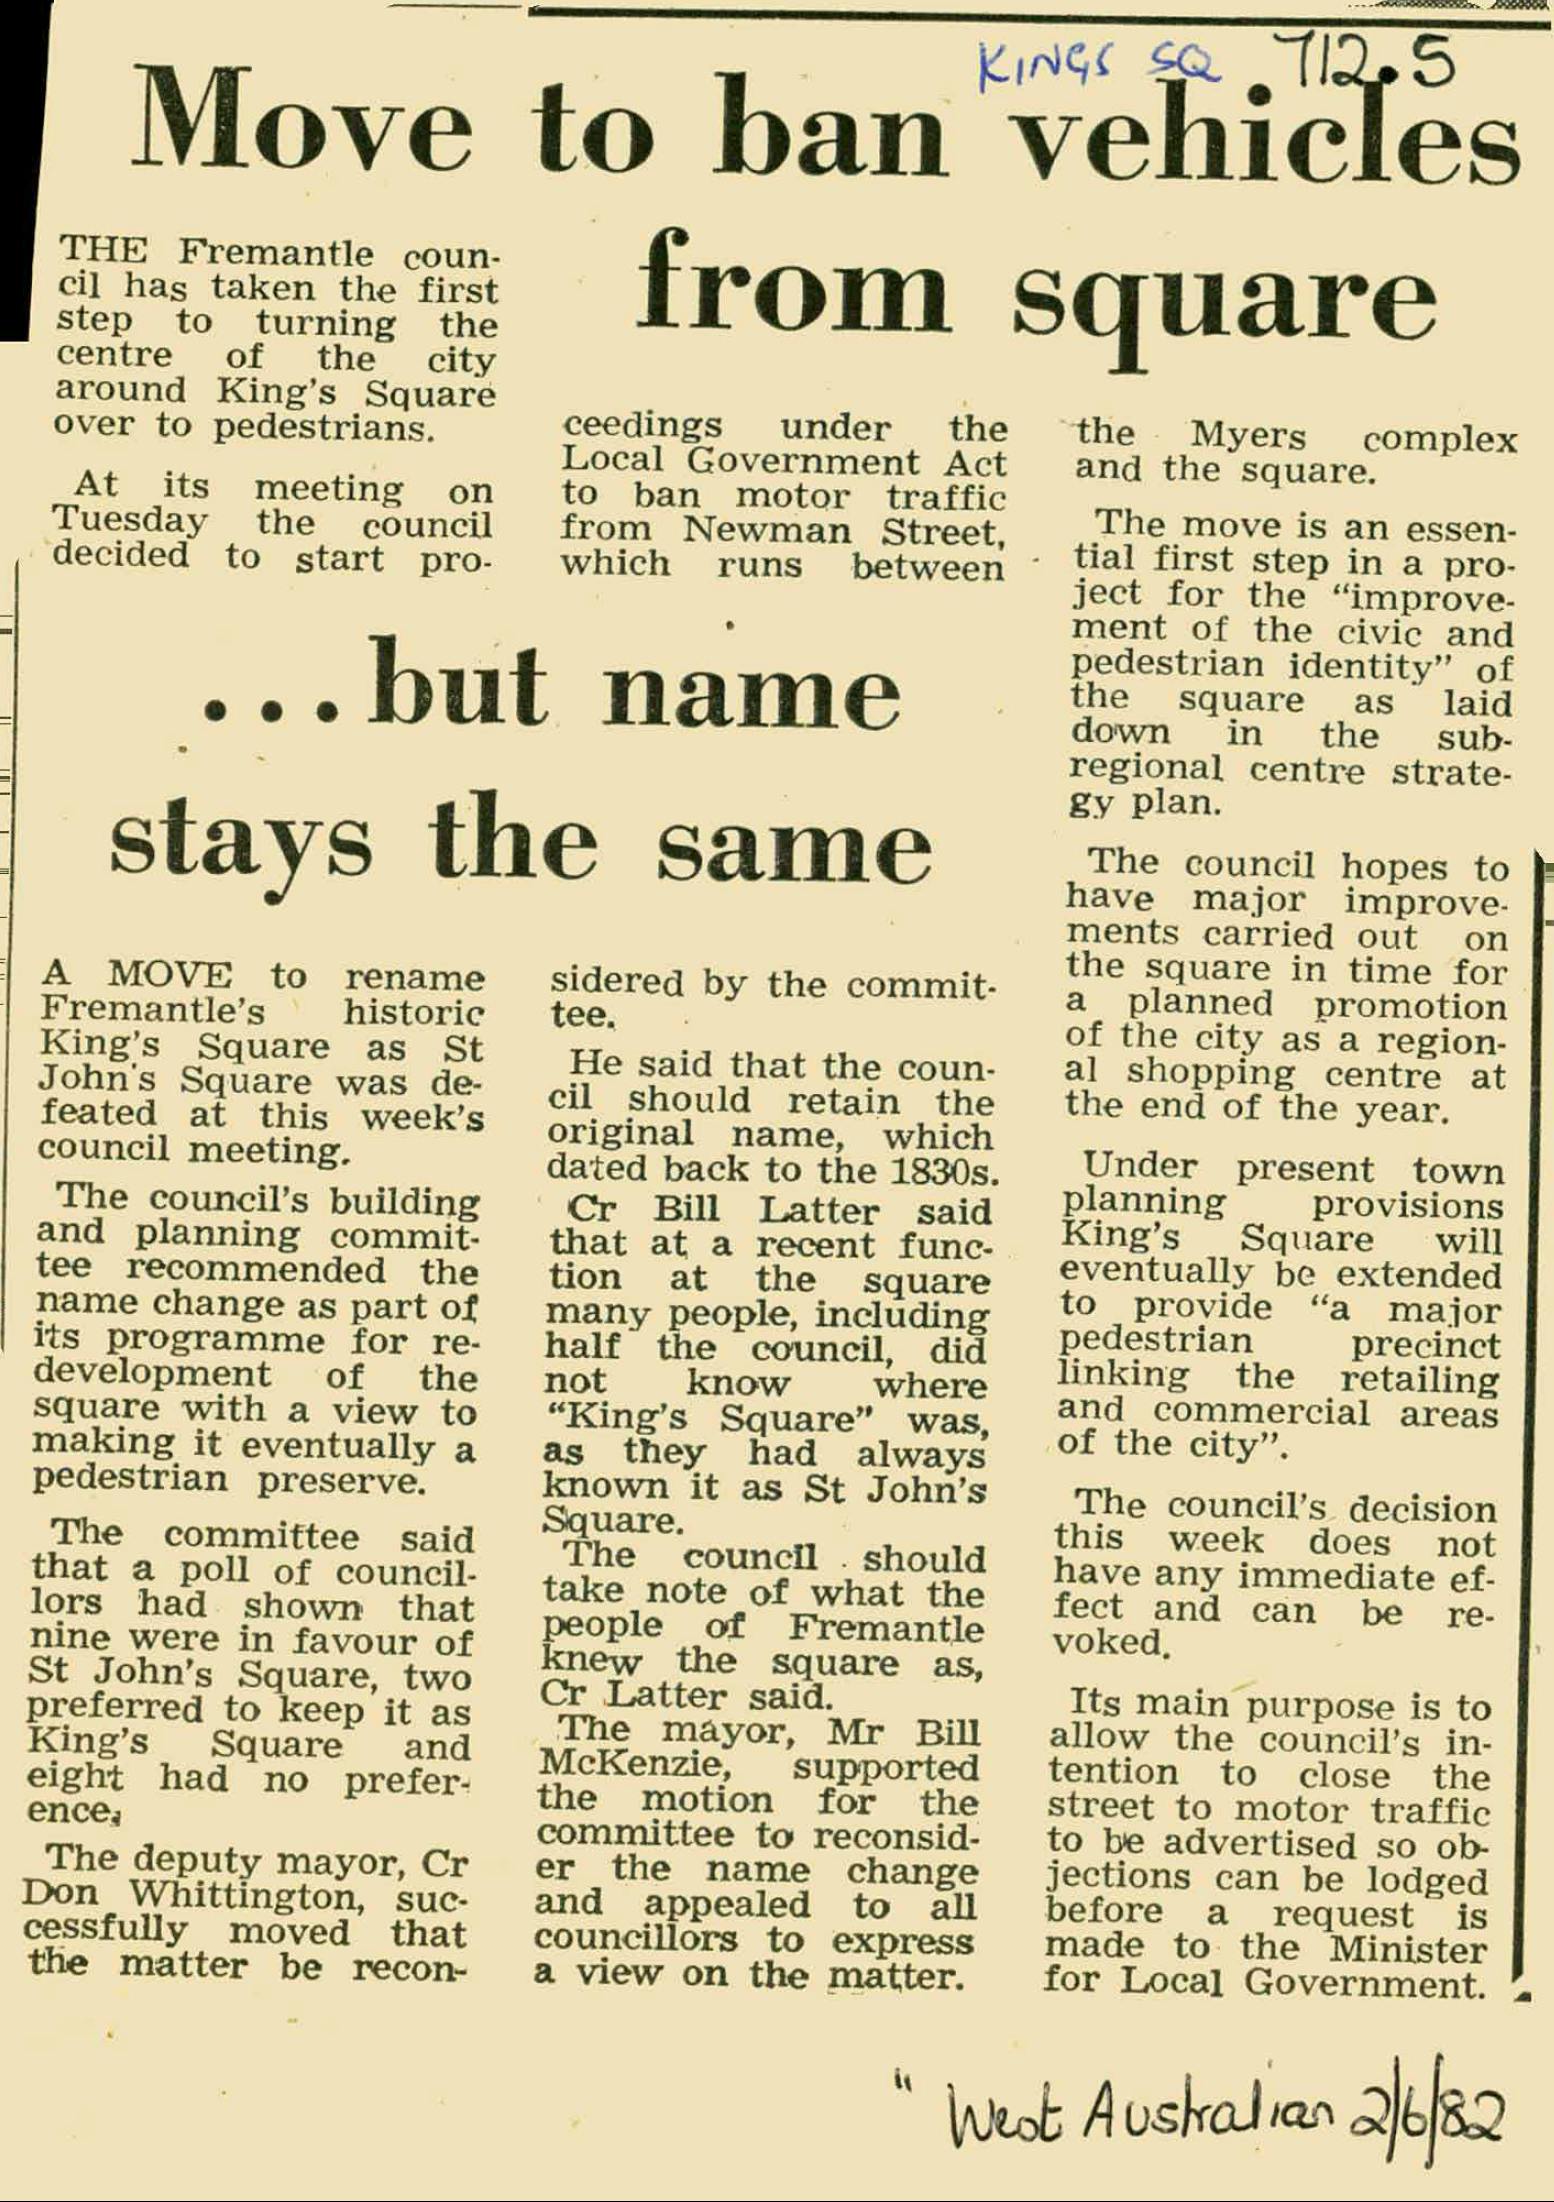 KINGS SQ 712.5
Move to ban vehicles
from square
THE Fremantle coun-
cil has taken the first
step to turning the
centre of the city
around King's Square
over to pedestrians.
At its meeting on
Tuesday the council
decided to start pro-
ceedings under the
Local Government Act
to ban motor traffic
from Newman Street,
which runs between
the Myers complex
and the square.
The move is an essen-
tial first step in a pro-
ject for the "improve-
ment of the civic and
pedestrian identity" of
the square as laid
down in the sub-
regional centre strate-
gy plan.
The council hopes to
have major improve-
ments carried out on
the square in time for
a planned promotion
of the city as a region-
al shopping centre at
the end of the year.
Under present town
planning provisions
King's Square will
eventually be extended
to provide "a major
pedestrian precinct
linking the retailing
and commercial areas
of the city".
The council's decision
this week does not
have any immediate ef-
fect and can be re-
voked.
Its main purpose is to
allow the council's in-
tention to close the
street to motor traffic
to be advertised so ob-
jections can be lodged
before a request is
made to the Minister
for Local Government.
...but name
stays the same
A MOVE to rename
Fremantle's historic
King's Square as St
John's Square was de-
feated at this week's
council meeting.
The council's building
and planning commit-
tee recommended the
name change as part of
its programme for re-
development of the
square with a view to
making it eventually a
pedestrian preserve.
The committee said
that a poll of council-
lors had shown that
nine were in favour of
St John's Square, two
preferred to keep it as
King's Square and
eight had no prefer-
ence.
The deputy mayor, Cr
Don Whittington, suc-
cessfully moved that
the matter be recon-
sidered by the commit-
tee.
He said that the coun-
cil should retain the
original name, which
dated back to the 1830s.
Cr Bill Latter said
that at a recent func-
tion at the square
many people, including
half the council, did
not know where
"King's Square" was,
as they had always
known it as St John's
Square.
The council should
take note of what the
people of Fremantle
knew the square as,
Cr Latter said.
The mayor, Mr Bill
McKenzie, supported
the motion for the
committee to reconsid-
er the name change
and appealed to all
councillors to express
a view on the matter.
" West Australian 2/6/82